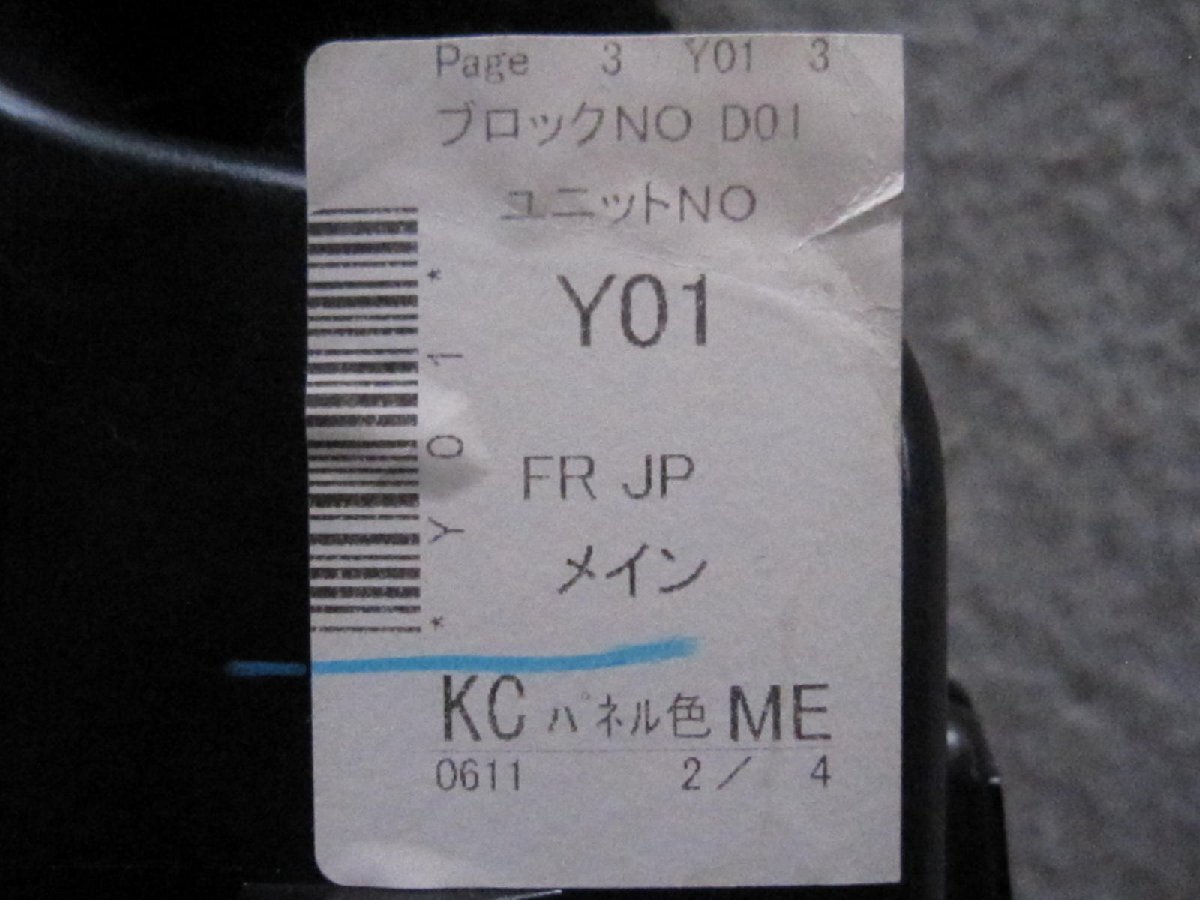 Page 3 Y01 3
ブロックNO D01
ユニットNO
Y01
*Y01*
FR JP
メイン
KC パネル色 ME
0611 2/ 4